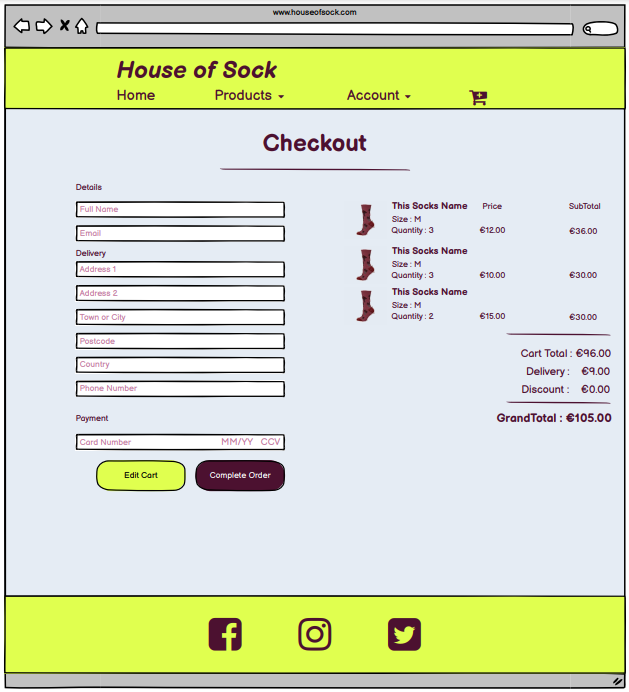 www.houseofsock.com
House of Sock
Home Products Account
Checkout
Details
Full Name
Email
Delivery
Address 1
Address 2
Town or City
Postcode
Country
Phone Number
Payment
Card Number MM/YY CCV
Edit Cart Complete Order
This Socks Name Price SubTotal
Size : M
Quantity : 3 €12.00 €36.00
This Socks Name
Size : M
Quantity : 3 €10.00 €30.00
This Socks Name
Size : M
Quantity : 2 €15.00 €30.00
Cart Total : €96.00
Delivery : €9.00
Discount : €0.00
GrandTotal : €105.00